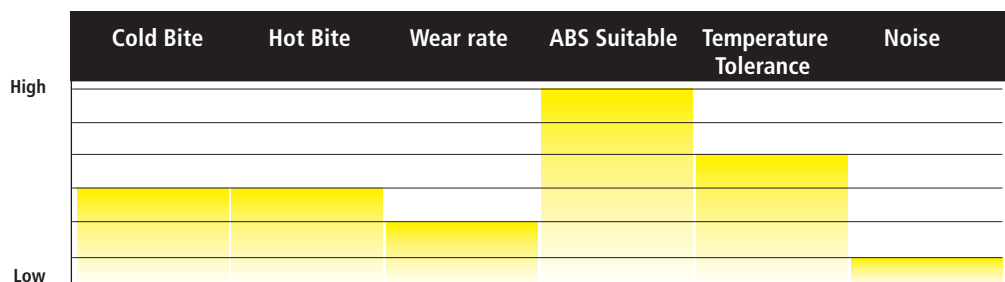 Cold Bite Hot Bite Wear rate ABS Suitable Temperature Noise
Tolerance
High
Low